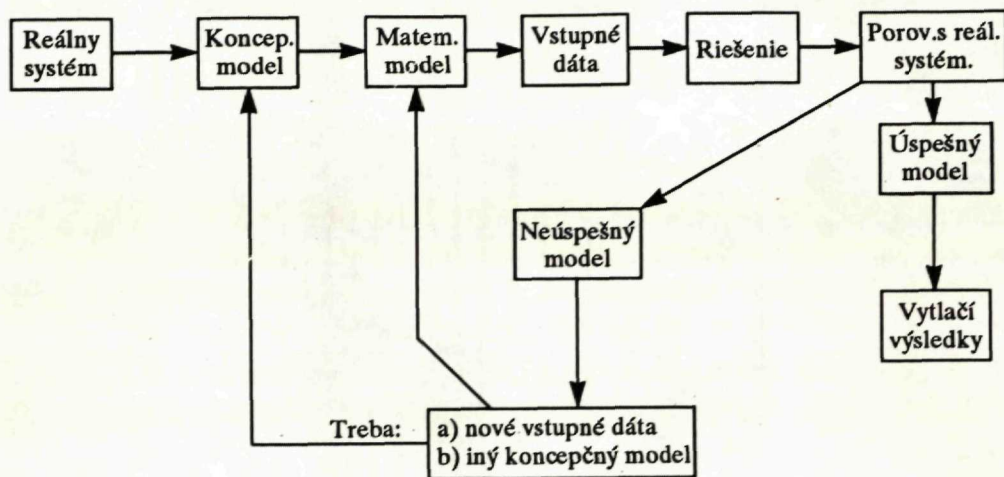 Reálny
systém
Koncep.
model
Matem.
model
Vstupné
dáta
Riešenie
Porov.s reál.
systém.
Úspešný
model
Neúspešný
model
Vytlačí
výsledky
Treba:
a) nové vstupné dáta
b) iný koncepčný model